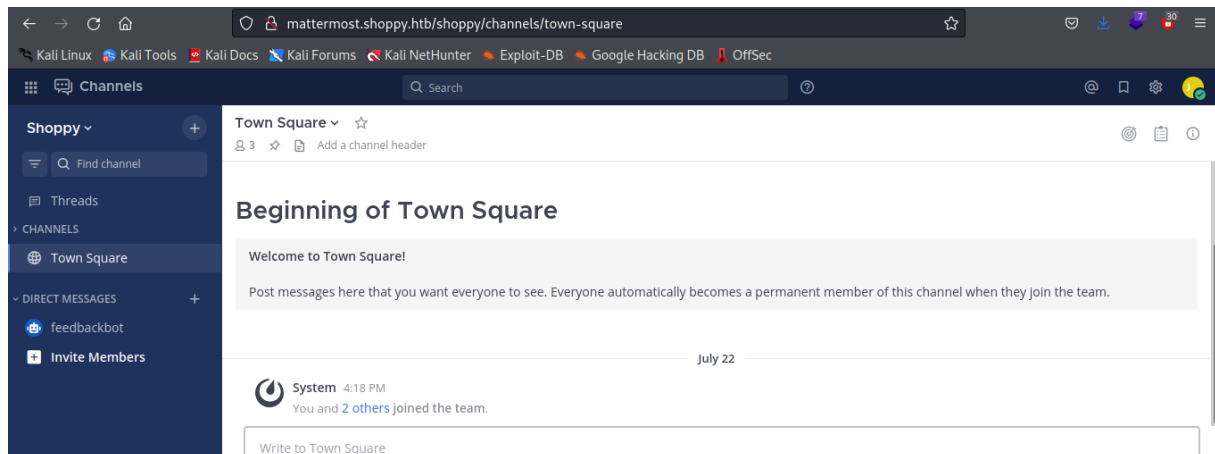 mattermost.shoppy.htb/shoppy/channels/town-square
7
30
Kali Linux Kali Tools Kali Docs Kali Forums Kali NetHunter Exploit-DB Google Hacking DB OffSec
Channels
Search
J
Shoppy
Find channel
Threads
CHANNELS
Town Square
DIRECT MESSAGES
feedbackbot
Invite Members
Town Square
3 Add a channel header
Beginning of Town Square
Welcome to Town Square!
Post messages here that you want everyone to see. Everyone automatically becomes a permanent member of this channel when they join the team.
July 22
System 4:18 PM
You and 2 others joined the team.
Write to Town Square